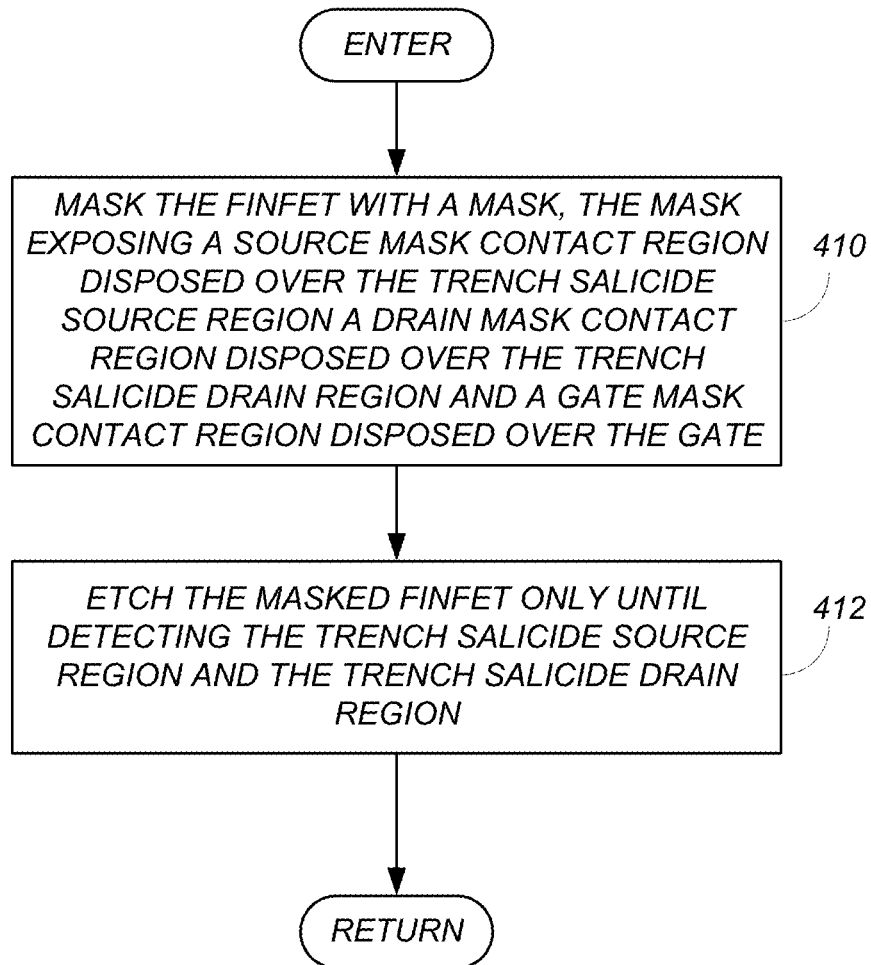 ENTER
MASK THE FINFET WITH A MASK, THE MASK
EXPOSING A SOURCE MASK CONTACT REGION
DISPOSED OVER THE TRENCH SALICIDE
SOURCE REGION A DRAIN MASK CONTACT
REGION DISPOSED OVER THE TRENCH
SALICIDE DRAIN REGION AND A GATE MASK
CONTACT REGION DISPOSED OVER THE GATE
410
ETCH THE MASKED FINFET ONLY UNTIL
DETECTING THE TRENCH SALICIDE SOURCE
REGION AND THE TRENCH SALICIDE DRAIN
REGION
412
RETURN